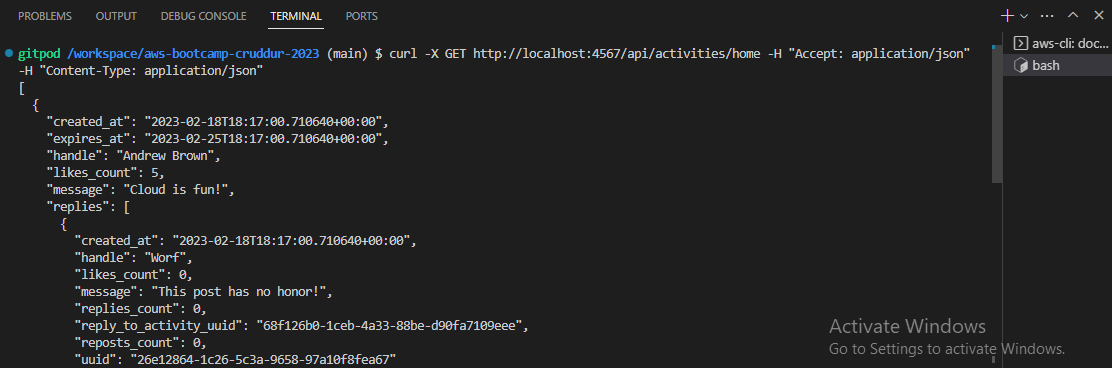 PROBLEMS OUTPUT DEBUG CONSOLE TERMINAL PORTS
gitpod /workspace/aws-bootcamp-cruddur-2023 (main) $ curl -X GET http://localhost:4567/api/activities/home -H "Accept: application/json"
-H "Content-Type: application/json"
[
  {
    "created_at": "2023-02-18T18:17:00.710640+00:00",
    "expires_at": "2023-02-25T18:17:00.710640+00:00",
    "handle": "Andrew Brown",
    "likes_count": 5,
    "message": "Cloud is fun!",
    "replies": [
      {
        "created_at": "2023-02-18T18:17:00.710640+00:00",
        "handle": "Worf",
        "likes_count": 0,
        "message": "This post has no honor!",
        "replies_count": 0,
        "reply_to_activity_uuid": "68f126b0-1ceb-4a33-88be-d90fa7109eee",
        "reposts_count": 0,
        "uuid": "26e12864-1c26-5c3a-9658-97a10f8fea67"
aws-cli: doc...
bash
Activate Windows
Go to Settings to activate Windows.